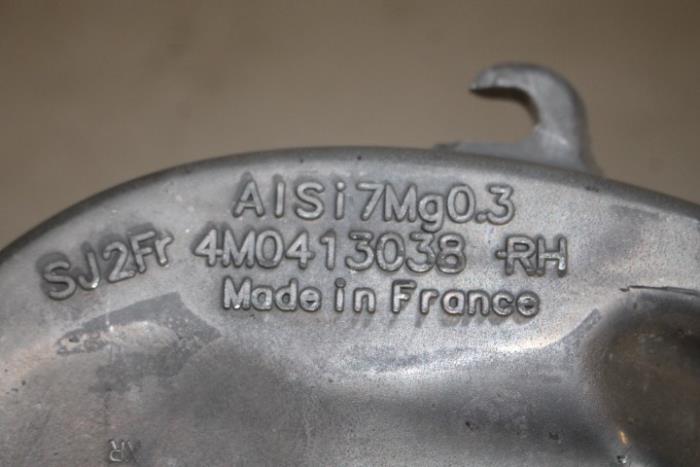 AlSi7Mg0.3
SJ2Fr 4M0413038 RH
Made in France